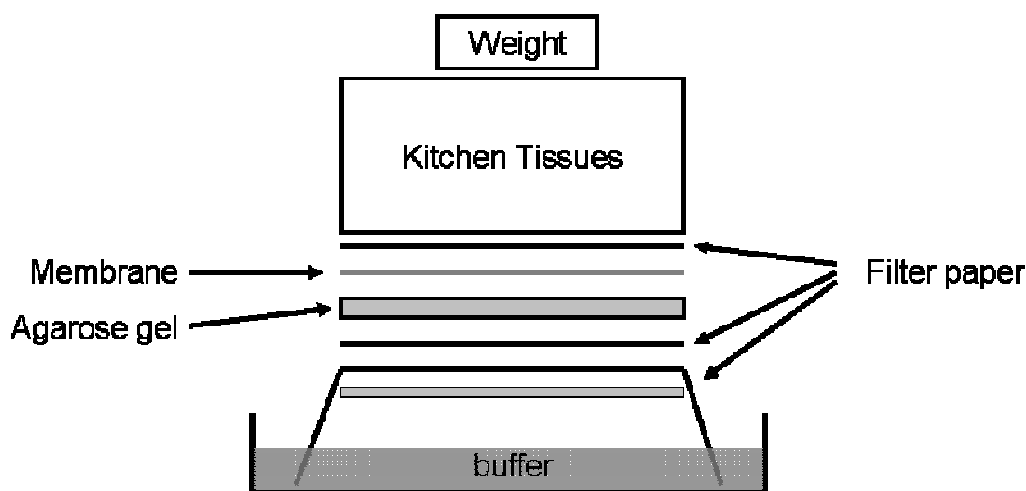 Weight
Kitchen Tissues
Membrane
Filter paper
Agarose gel
buffer